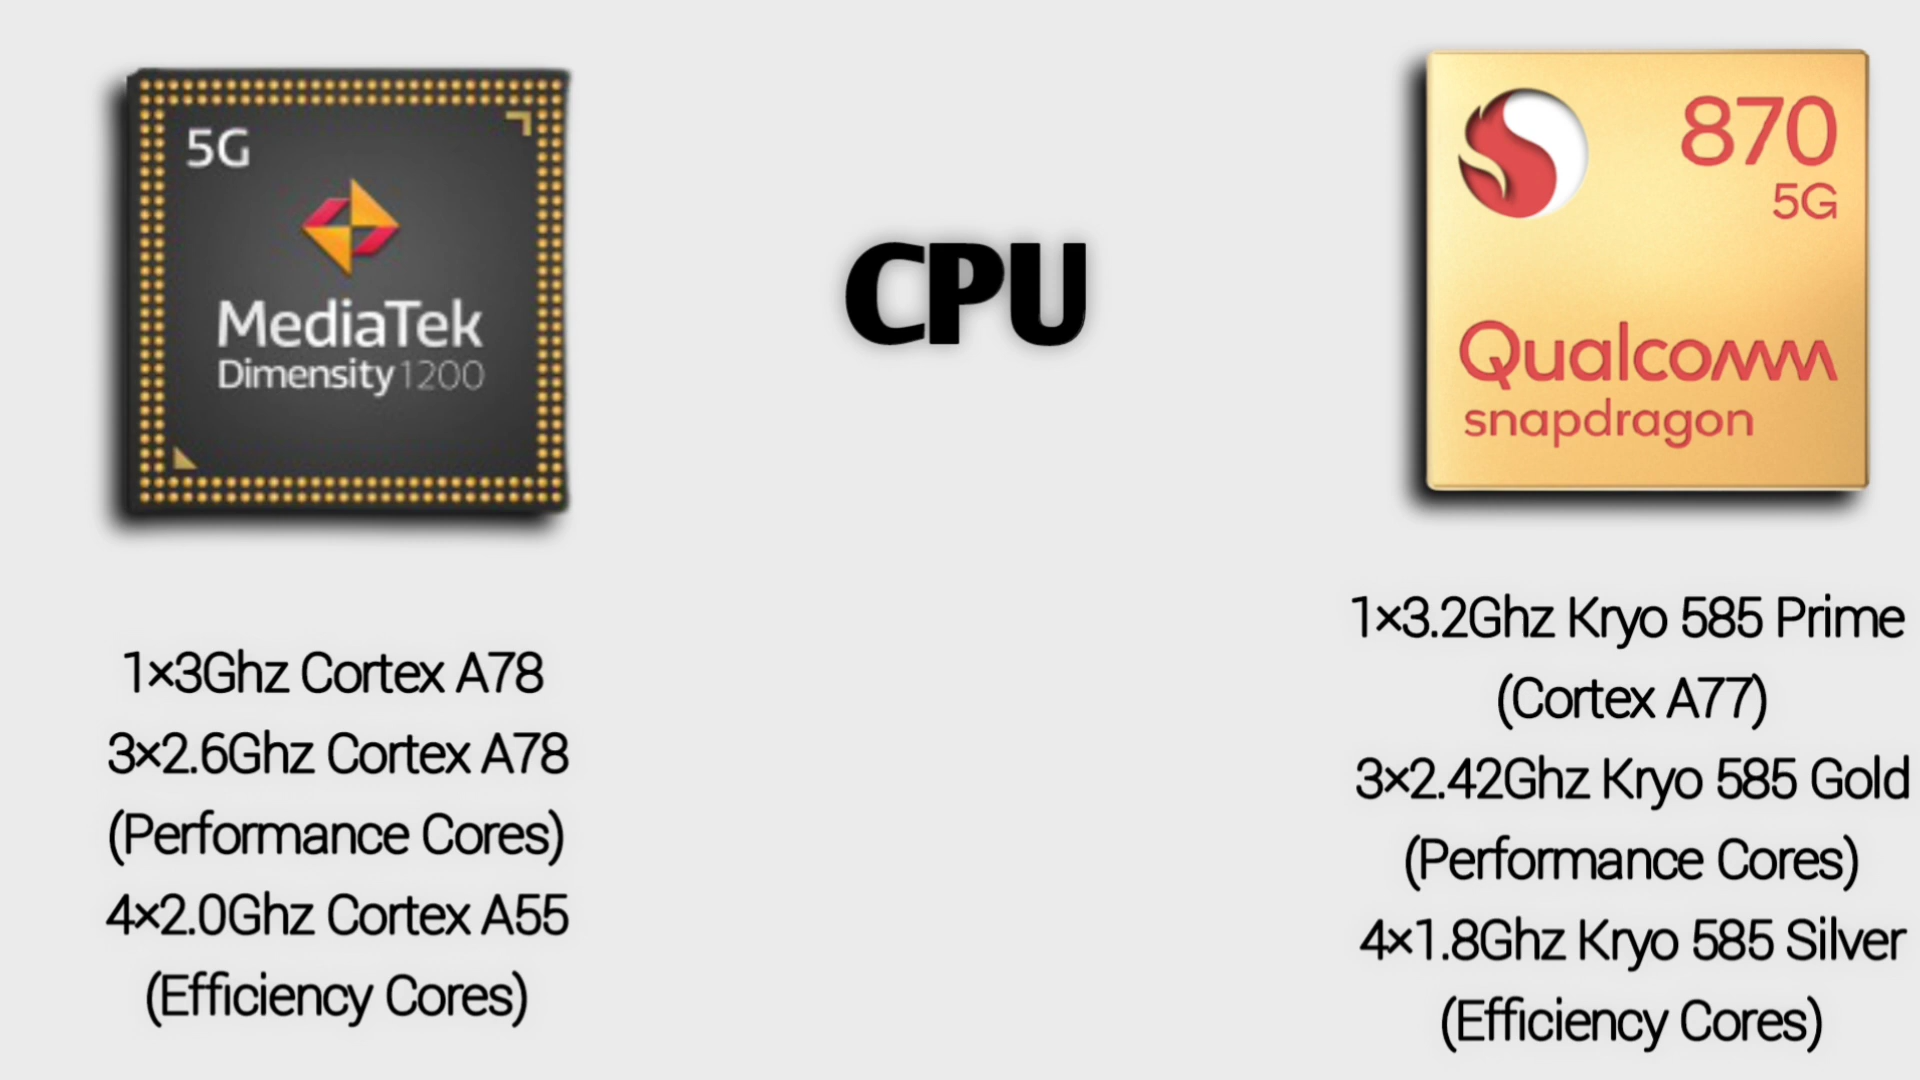 5G
MediaTek
Dimensity 1200
CPU
870
5G
Qualcomm
snapdragon
1×3Ghz Cortex A78
3×2.6Ghz Cortex A78
(Performance Cores)
4×2.0Ghz Cortex A55
(Efficiency Cores)
1×3.2Ghz Kryo 585 Prime
(Cortex A77)
3×2.42Ghz Kryo 585 Gold
(Performance Cores)
4×1.8Ghz Kryo 585 Silver
(Efficiency Cores)